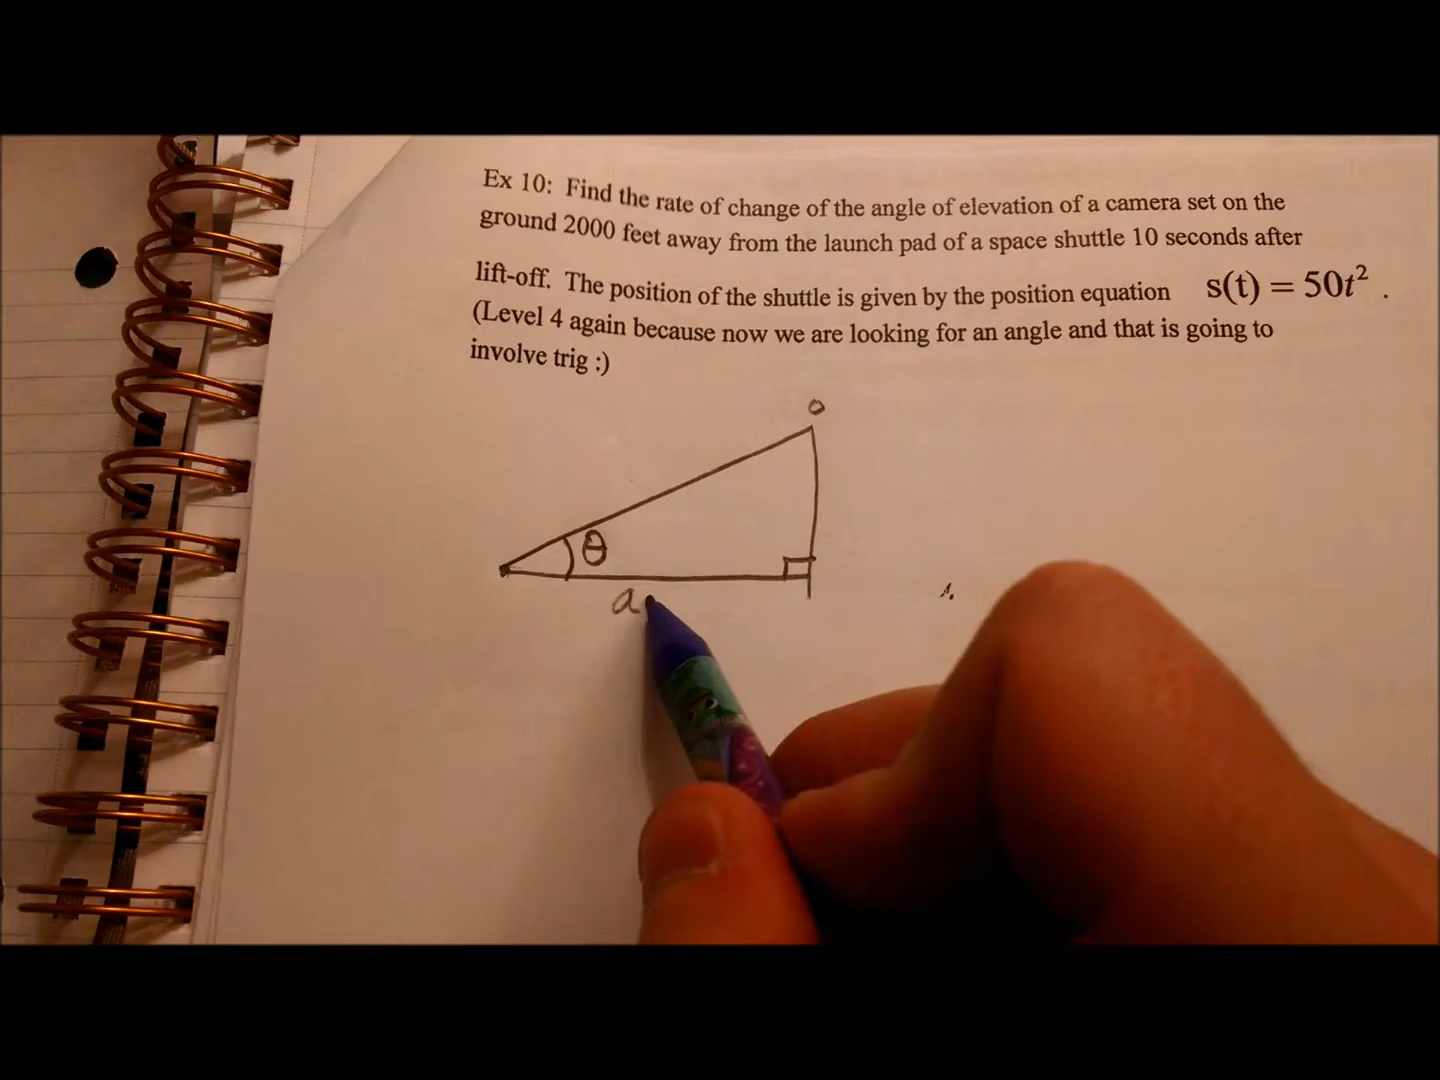 Ex 10: Find the rate of change of the angle of elevation of a camera set on the
ground 2000 feet away from the launch pad of a space shuttle 10 seconds after
lift-off. The position of the shuttle is given by the position equation s(t) = 50t² .
(Level 4 again because now we are looking for an angle and that is going to
involve trig :)
θ
a